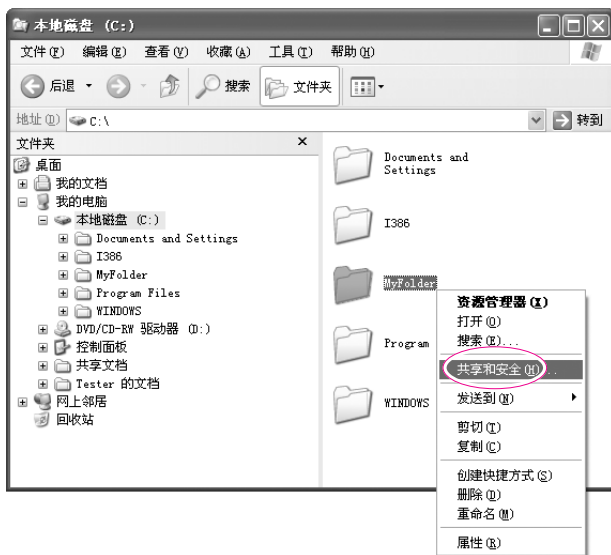 本地磁盘 (C:)
文件(F) 编辑(E) 查看(V) 收藏(A) 工具(T) 帮助(H)
后退 搜索 文件夹
地址(D) C:\ 转到
文件夹
桌面
我的文档
我的电脑
本地磁盘 (C:)
Documents and Settings
I386
MyFolder
Program Files
WINDOWS
DVD/CD-RW 驱动器 (D:)
控制面板
共享文档
Tester 的文档
网上邻居
回收站
Documents and
Settings
I386
MyFolder
Program
WINDOWS
资源管理器(X)
打开(O)
搜索(E)...
共享和安全(H)...
发送到(N)
剪切(T)
复制(C)
创建快捷方式(S)
删除(D)
重命名(M)
属性(R)